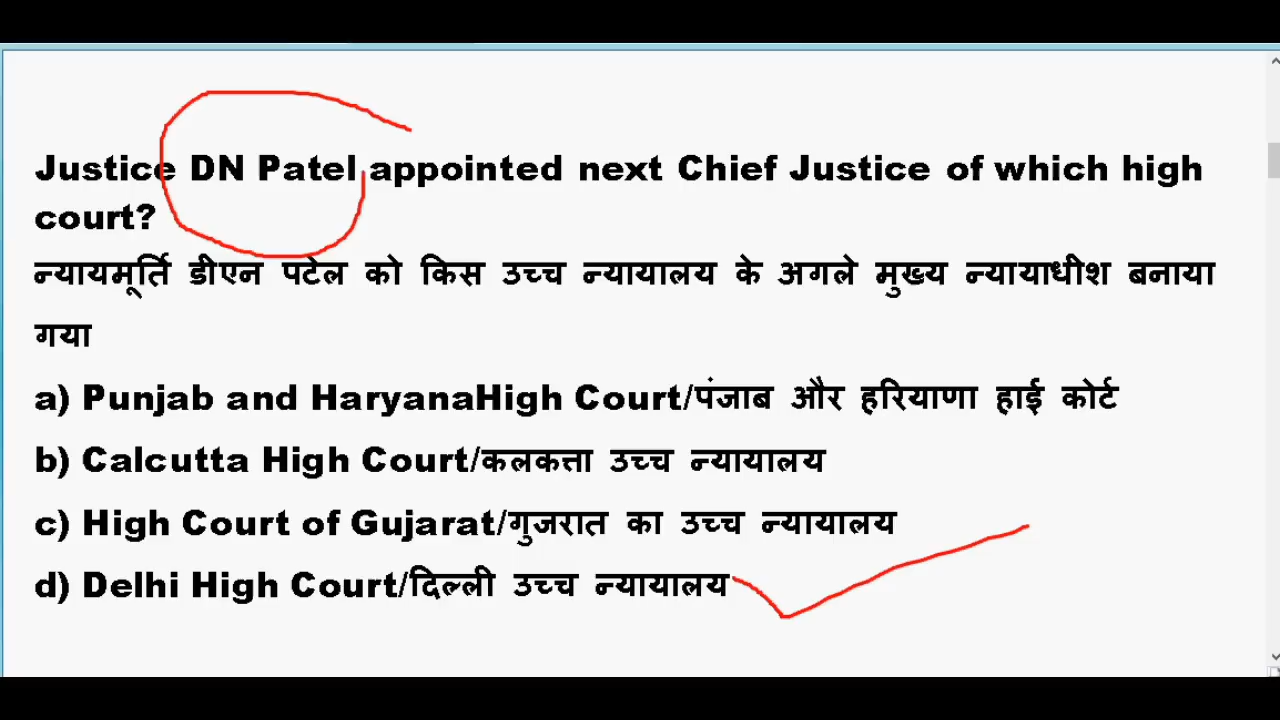 Justice DN Patel appointed next Chief Justice of which high
court?
न्यायमूर्ति डीएन पटेल को किस उच्च न्यायालय के अगले मुख्य न्यायाधीश बनाया
गया
a) Punjab and HaryanaHigh Court/पंजाब और हरियाणा हाई कोर्ट
b) Calcutta High Court/कलकत्ता उच्च न्यायालय
c) High Court of Gujarat/गुजरात का उच्च न्यायालय
d) Delhi High Court/दिल्ली उच्च न्यायालय